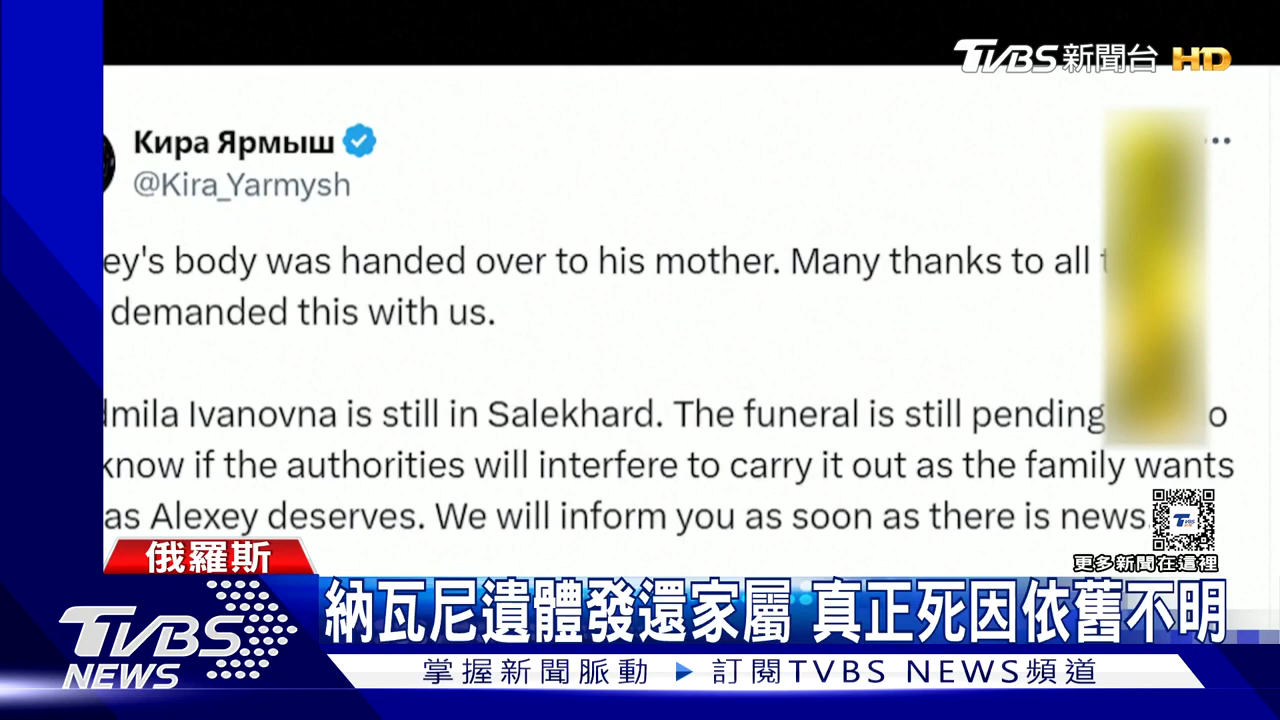 TVBS新聞台 HD
Кира Ярмыш
@Kira_Yarmysh
ey's body was handed over to his mother. Many thanks to all
demanded this with us.
mila Ivanovna is still in Salekhard. The funeral is still pending
know if the authorities will interfere to carry it out as the family wants
as Alexey deserves. We will inform you as soon as there is news.
TVBS
更多新聞在這裡
俄羅斯
納瓦尼遺體發還家屬 真正死因依舊不明
TVBS
NEWS
掌握新聞脈動 ▶ 訂閱TVBS NEWS頻道